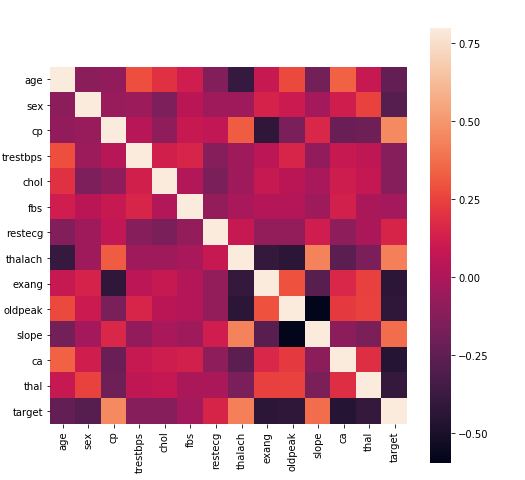 age
sex
cp
trestbps
chol
fbs
restecg
thalach
exang
oldpeak
slope
ca
thal
target
age
sex
cp
trestbps
chol
fbs
restecg
thalach
exang
oldpeak
slope
ca
thal
target
0.75
0.50
0.25
0.00
−0.25
−0.50